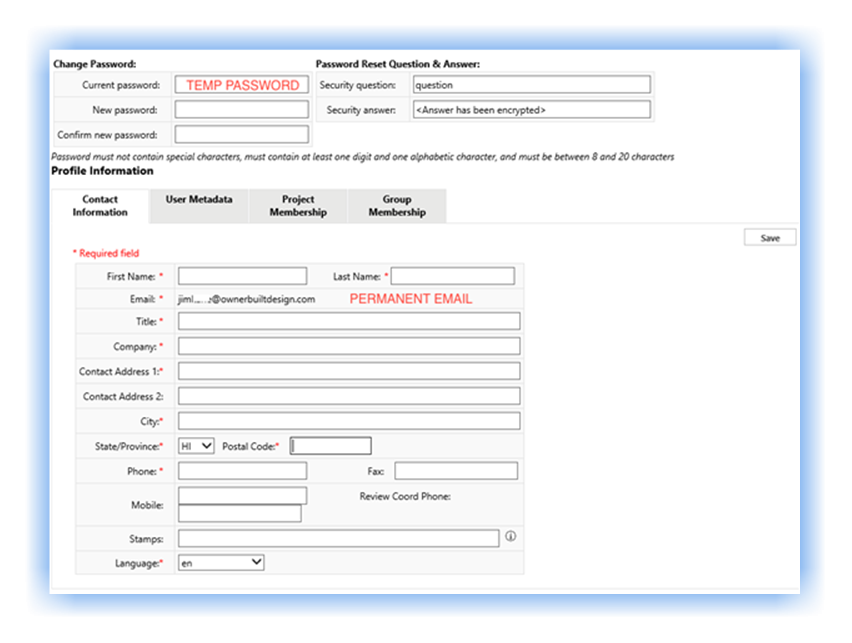 Change Password: Password Reset Question & Answer:
Current password: TEMP PASSWORD Security question: question
New password: Security answer: <Answer has been encrypted>
Confirm new password:
Password must not contain special characters, must contain at least one digit and one alphabetic character, and must be between 8 and 20 characters
Profile Information
Contact Information User Metadata Project Membership Group Membership
Save
* Required field
First Name: * Last Name: *
Email: * @ownerbuiltdesign.com PERMANENT EMAIL
Title: *
Company: *
Contact Address 1:*
Contact Address 2:
City:*
State/Province:* HI Postal Code:*
Phone: * Fax:
Review Coord Phone:
Mobile:
Stamps:
Language:* en